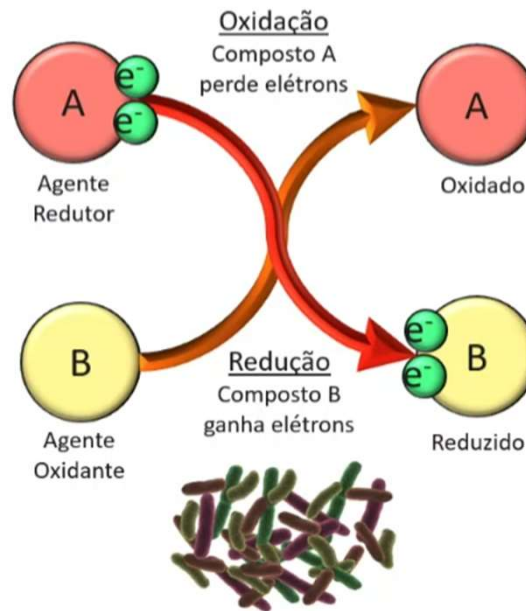 Oxidação
Composto A
perde elétrons
A
e-
e-
A
Agente
Redutor
Oxidado
B
Redução
Composto B
ganha elétrons
e-
e-
B
Agente
Oxidante
Reduzido